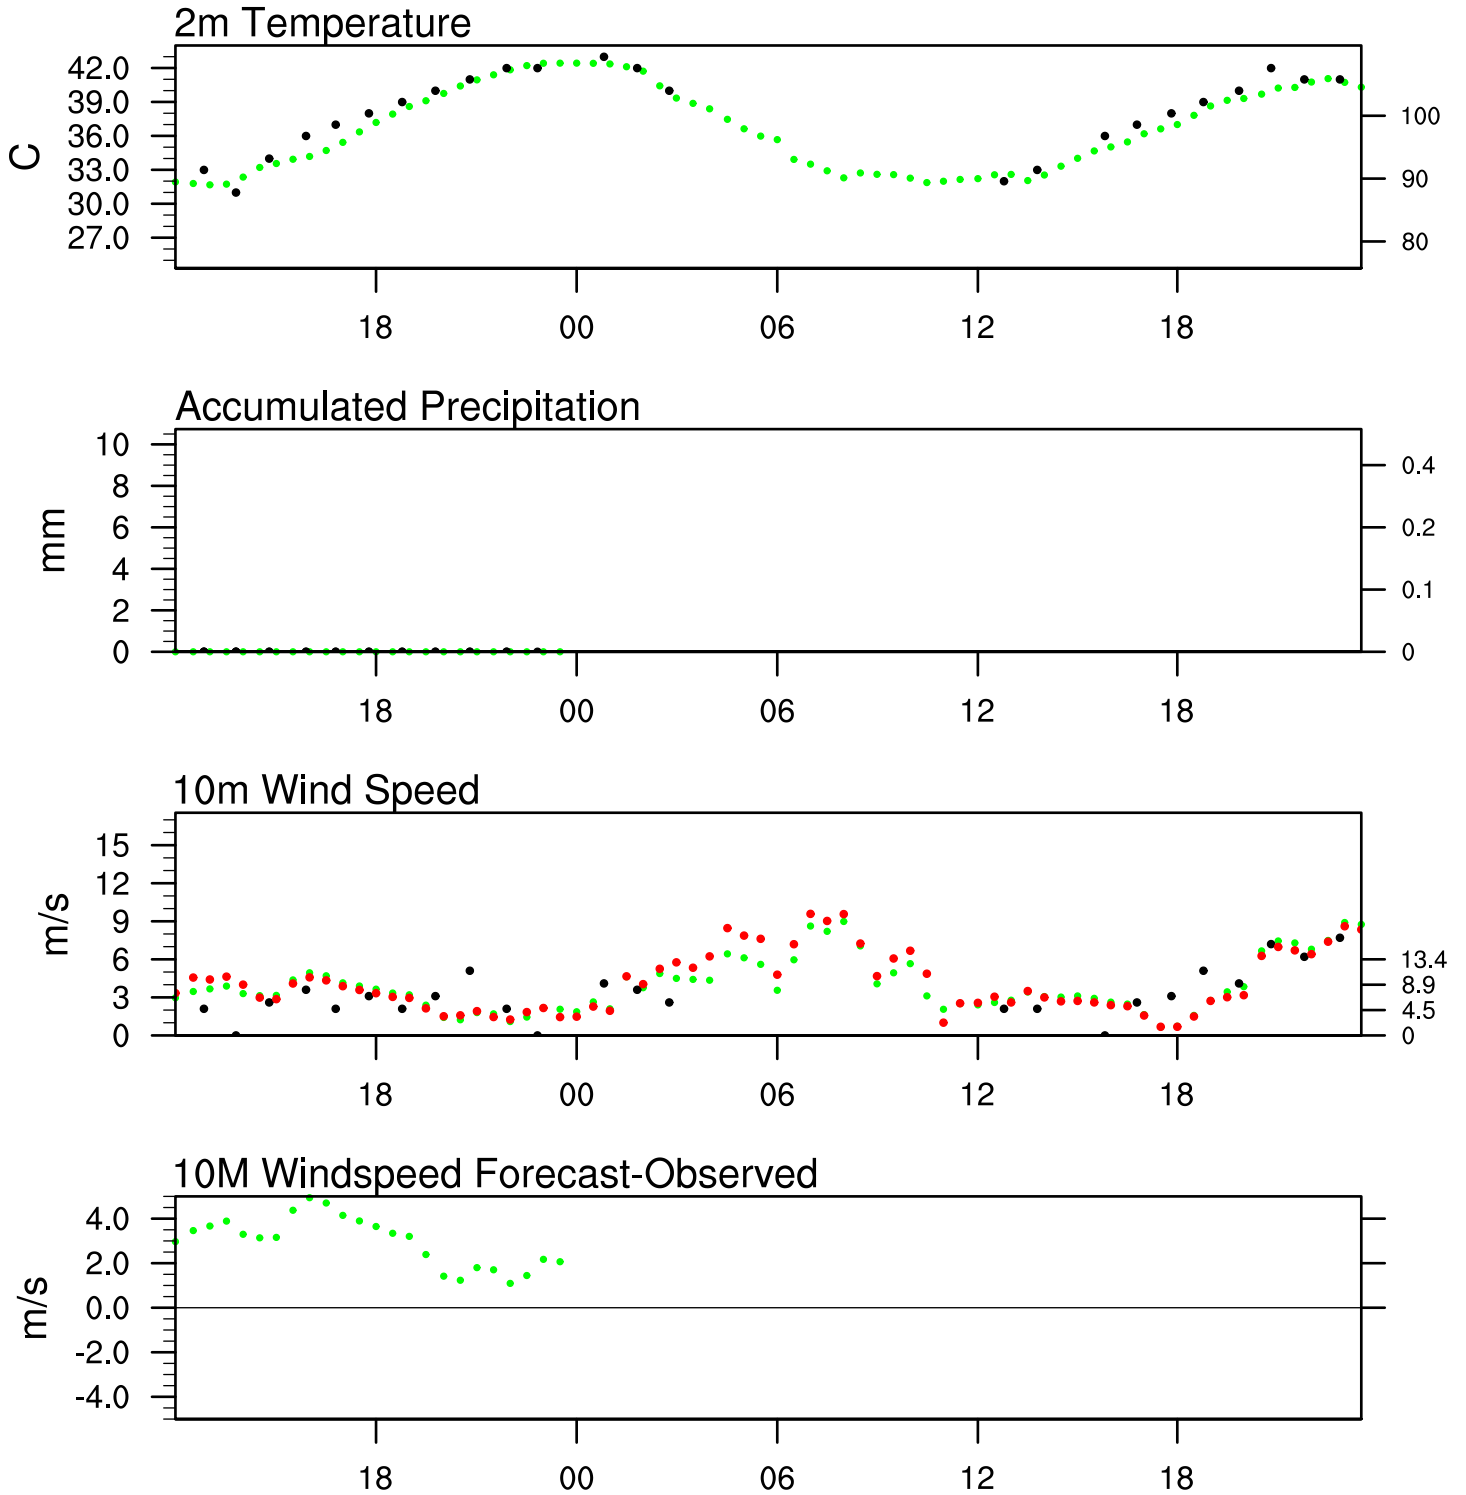 2m Temperature
42.0
39.0
36.0
33.0
30.0
27.0
C
100
90
80
18 00 06 12 18
Accumulated Precipitation
10
8
6
4
2
0
mm
0.4
0.2
0.1
0
18 00 06 12 18
10m Wind Speed
15
12
9
6
3
0
m/s
13.4
8.9
4.5
0
18 00 06 12 18
10M Windspeed Forecast-Observed
4.0
2.0
0.0
-2.0
-4.0
m/s
18 00 06 12 18